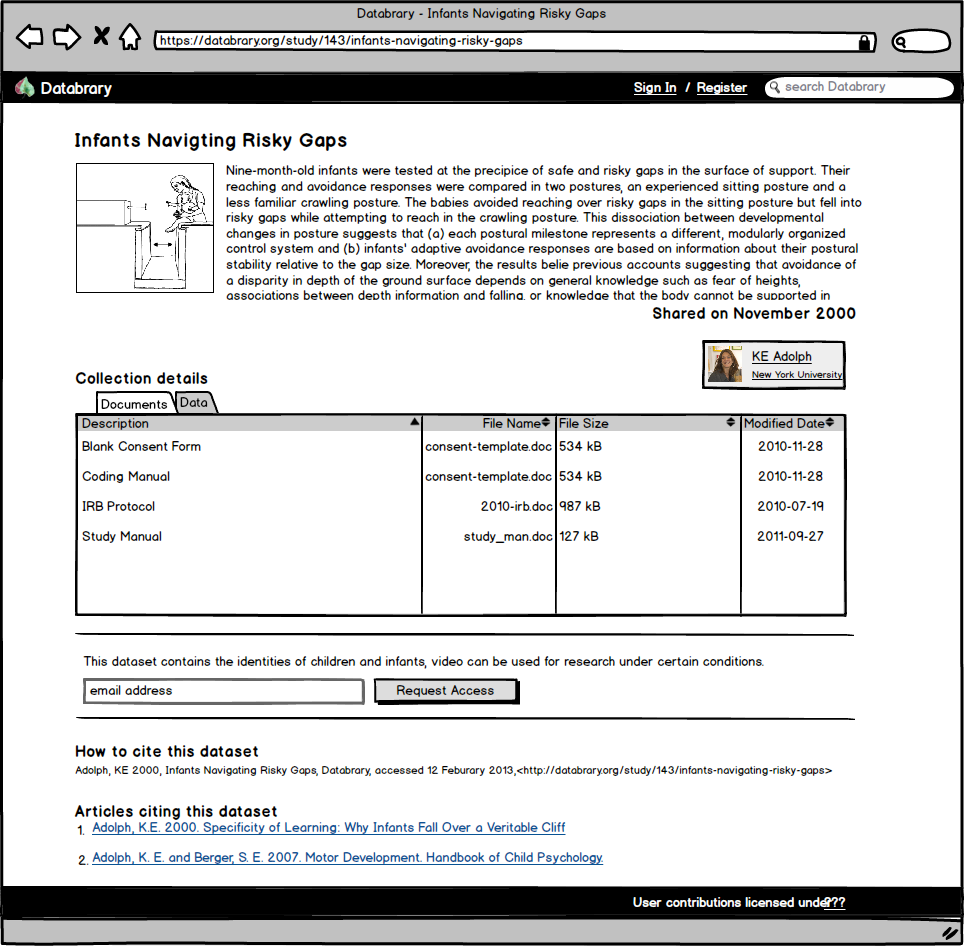 Databrary - Infants Navigating Risky Gaps
https://databrary.org/study/143/infants-navigating-risky-gaps
Databrary
Sign In / Register
search Databrary
Infants Navigting Risky Gaps
Nine-month-old infants were tested at the precipice of safe and risky gaps in the surface of support. Their
reaching and avoidance responses were compared in two postures, an experienced sitting posture and a
less familiar crawling posture. The babies avoided reaching over risky gaps in the sitting posture but fell into
risky gaps while attempting to reach in the crawling posture. This dissociation between developmental
changes in posture suggests that (a) each postural milestone represents a different, modularly organized
control system and (b) infants' adaptive avoidance responses are based on information about their postural
stability relative to the gap size. Moreover, the results belie previous accounts suggesting that avoidance of
a disparity in depth of the ground surface depends on general knowledge such as fear of heights,
associations between depth information and falling, or knowledge that the body cannot be supported in
Shared on November 2000
KE Adolph
New York University
Collection details
Documents Data
Description File Name File Size Modified Date
Blank Consent Form consent-template.doc 534 kB 2010-11-28
Coding Manual consent-template.doc 534 kB 2010-11-28
IRB Protocol 2010-irb.doc 987 kB 2010-07-19
Study Manual study_man.doc 127 kB 2011-09-27
This dataset contains the identities of children and infants, video can be used for research under certain conditions.
email address Request Access
How to cite this dataset
Adolph, KE 2000, Infants Navigating Risky Gaps, Databrary, accessed 12 Feburary 2013,<http://databrary.org/study/143/infants-navigating-risky-gaps>
Articles citing this dataset
1. Adolph, K.E. 2000. Specificity of Learning: Why Infants Fall Over a Veritable Cliff
2. Adolph, K. E. and Berger, S. E. 2007. Motor Development. Handbook of Child Psychology.
User contributions licensed under???